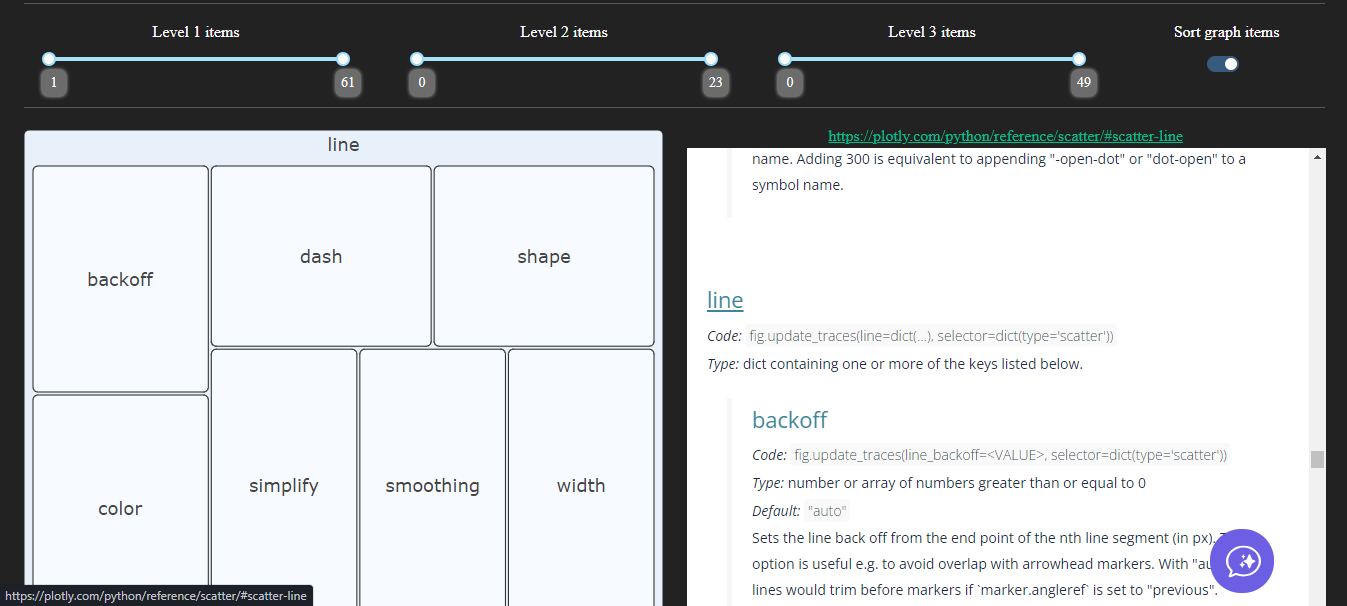 Level 1 items
Level 2 items
Level 3 items
Sort graph items
1
61
0
23
0
49
line
backoff
dash
shape
color
simplify
smoothing
width
https://plotly.com/python/reference/scatter/#scatter-line
name. Adding 300 is equivalent to appending "-open-dot" or "dot-open" to a
symbol name.
line
Code: fig.update_traces(line=dict(...), selector=dict(type='scatter'))
Type: dict containing one or more of the keys listed below.
backoff
Code: fig.update_traces(line_backoff=<VALUE>, selector=dict(type='scatter'))
Type: number or array of numbers greater than or equal to 0
Default: "auto"
Sets the line back off from the end point of the nth line segment (in px).
option is useful e.g. to avoid overlap with arrowhead markers. With
lines would trim before markers if `marker.angleref` is set to "previous".
https://plotly.com/python/reference/scatter/#scatter-line